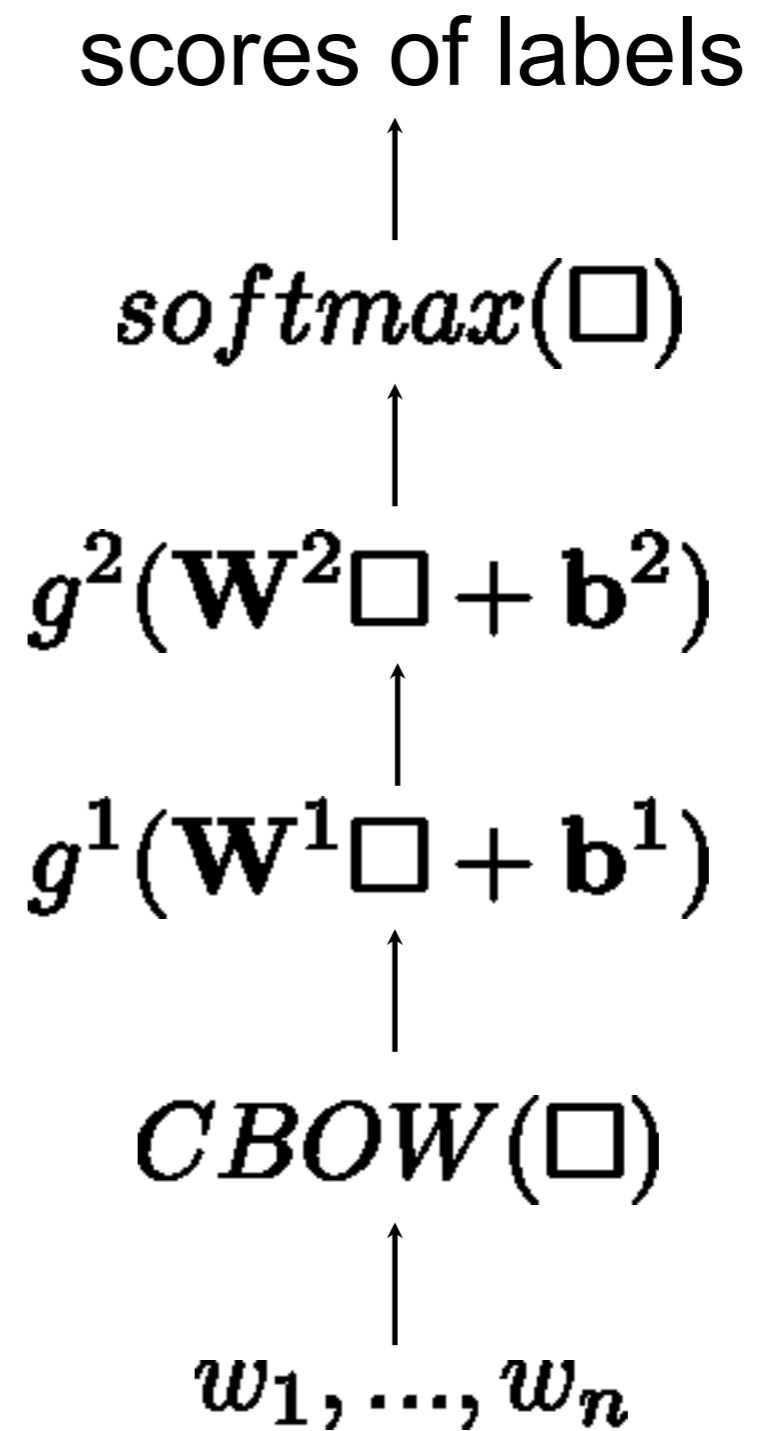 scores of labels
softmax(□)
g²(W²□ + b²)
g¹(W¹□ + b¹)
CBOW(□)
w₁, ..., wₙ